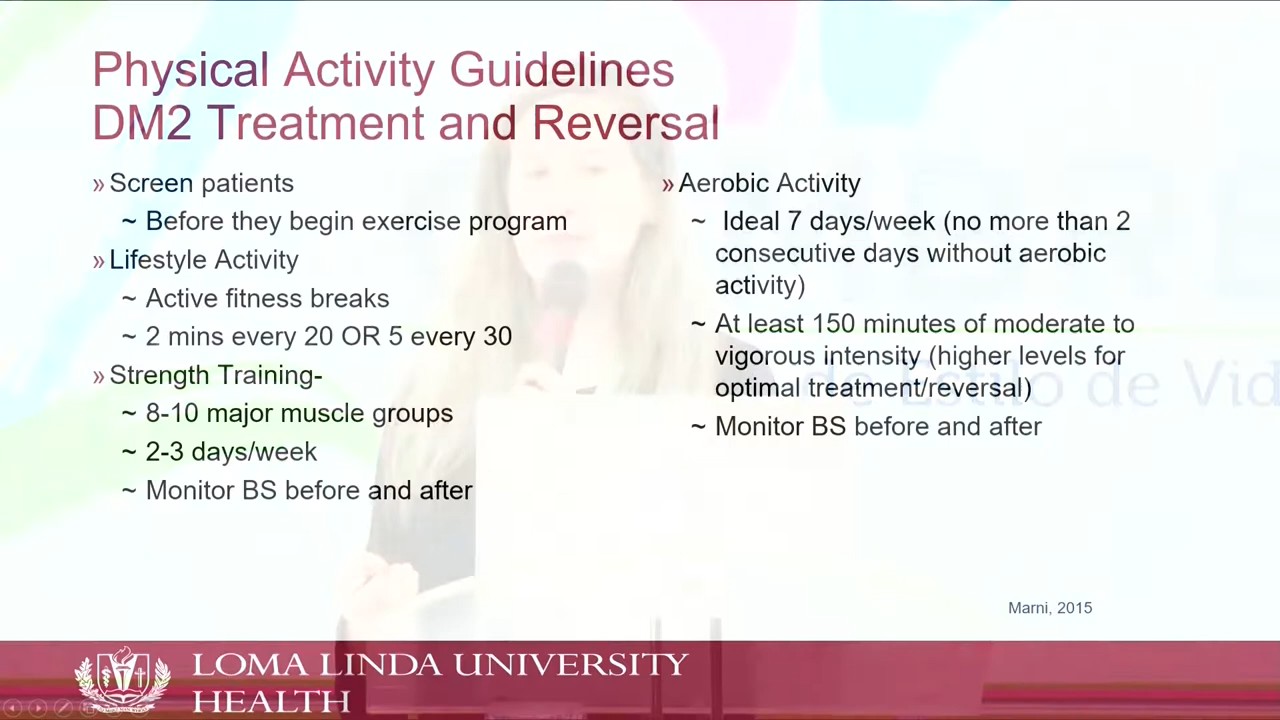 Physical Activity Guidelines
DM2 Treatment and Reversal
» Screen patients
~ Before they begin exercise program
» Lifestyle Activity
~ Active fitness breaks
~ 2 mins every 20 OR 5 every 30
» Strength Training-
~ 8-10 major muscle groups
~ 2-3 days/week
~ Monitor BS before and after
» Aerobic Activity
~ Ideal 7 days/week (no more than 2
consecutive days without aerobic
activity)
~ At least 150 minutes of moderate to
vigorous intensity (higher levels for
optimal treatment/reversal)
~ Monitor BS before and after
de Estilo de Vid
Marni, 2015
LOMA LINDA UNIVERSITY
HEALTH